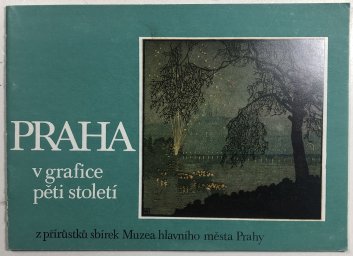 PRAHA
v grafice
pěti století
z přírůstků sbírek Muzea hlavního města Prahy